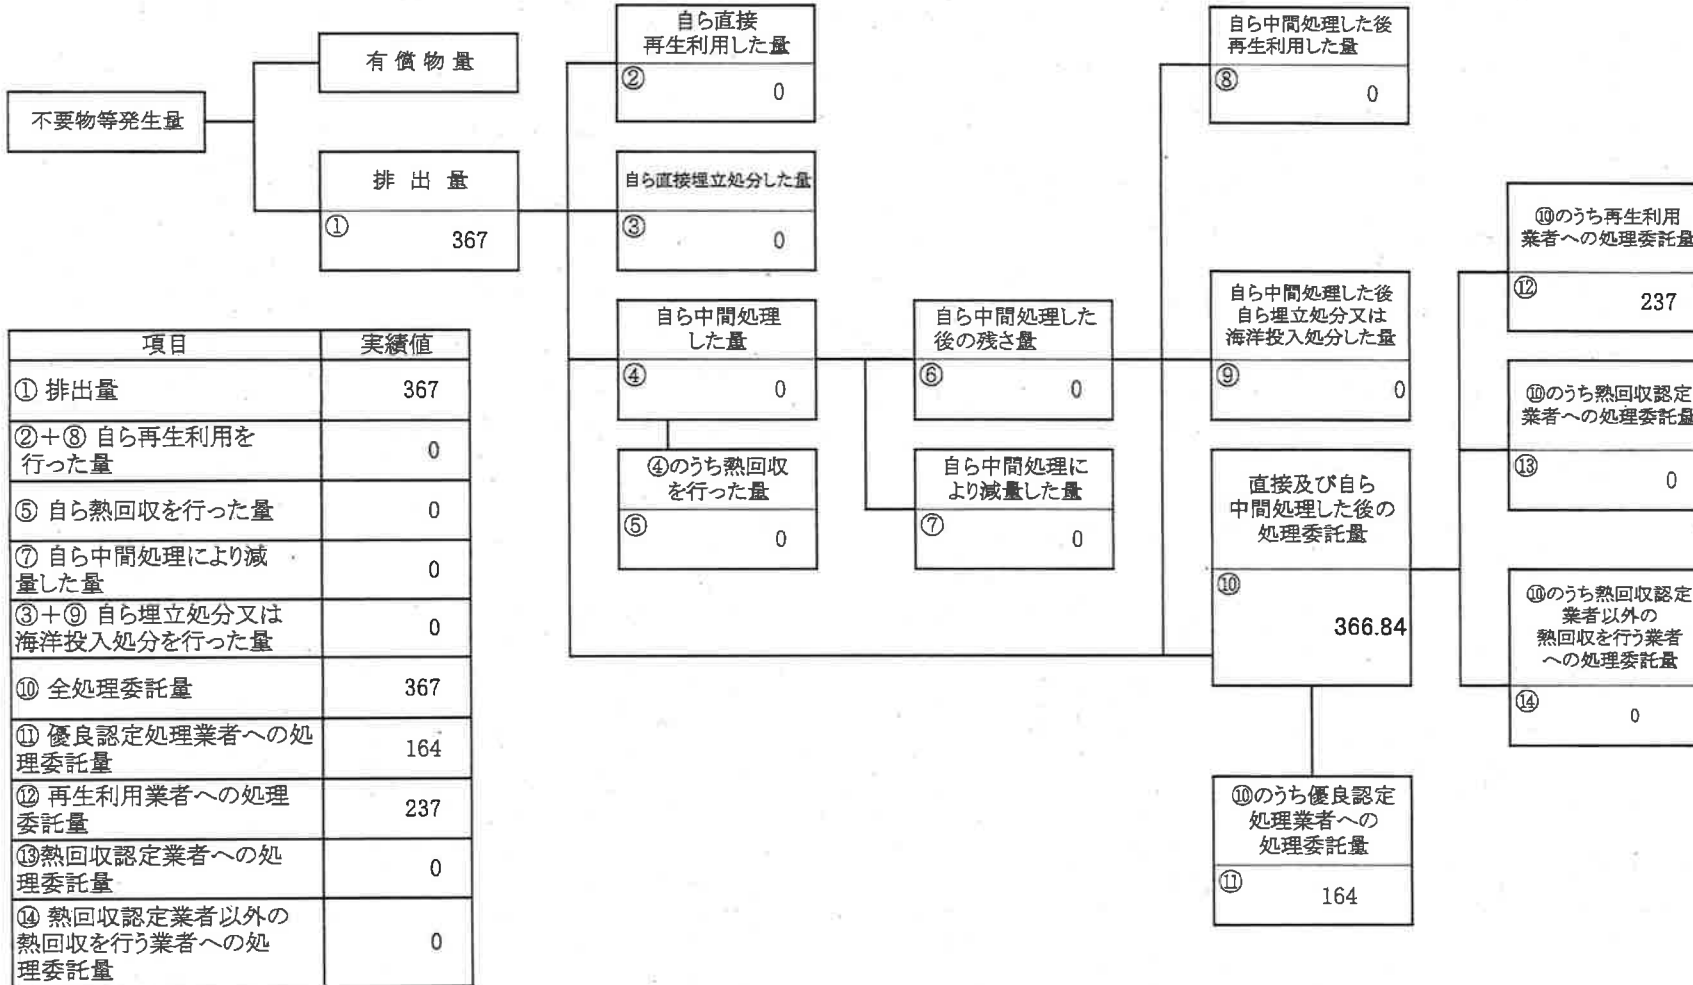 不要物等発生量
有償物量
排出量
①
367
自ら直接
再生利用した量
②
0
自ら直接埋立処分した量
③
0
自ら中間処理
した量
④
0
④のうち熱回収
を行った量
⑤
0
自ら中間処理した
後の残さ量
⑥
0
自ら中間処理に
より減量した量
⑦
0
自ら中間処理した後
再生利用した量
⑧
0
自ら中間処理した後
自ら埋立処分又は
海洋投入処分した量
⑨
0
直接及び自ら
中間処理した後の
処理委託量
⑩
366.84
⑩のうち優良認定
処理業者への
処理委託量
⑪
164
⑩のうち再生利用
業者への処理委託量
⑫
237
⑩のうち熱回収認定
業者への処理委託量
⑬
0
⑩のうち熱回収認定
業者以外の
熱回収を行う業者
への処理委託量
⑭
0
項目 実績値
① 排出量 367
②+⑧ 自ら再生利用を
行った量 0
⑤ 自ら熱回収を行った量 0
⑦ 自ら中間処理により減
量した量 0
③+⑨ 自ら埋立処分又は
海洋投入処分を行った量 0
⑩ 全処理委託量 367
⑪ 優良認定処理業者への処
理委託量 164
⑫ 再生利用業者への処理
委託量 237
⑬熱回収認定業者への処
理委託量 0
⑭ 熱回収認定業者以外の
熱回収を行う業者への処
理委託量 0